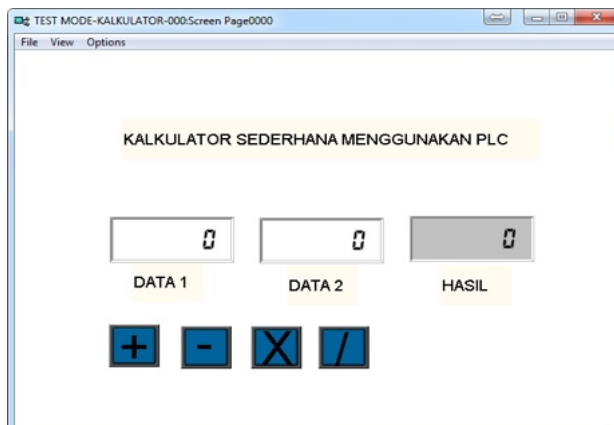 TEST MODE-KALKULATOR-000:Screen Page0000
File View Options
KALKULATOR SEDERHANA MENGGUNAKAN PLC
0 0 0
DATA 1 DATA 2 HASIL
+ - X /